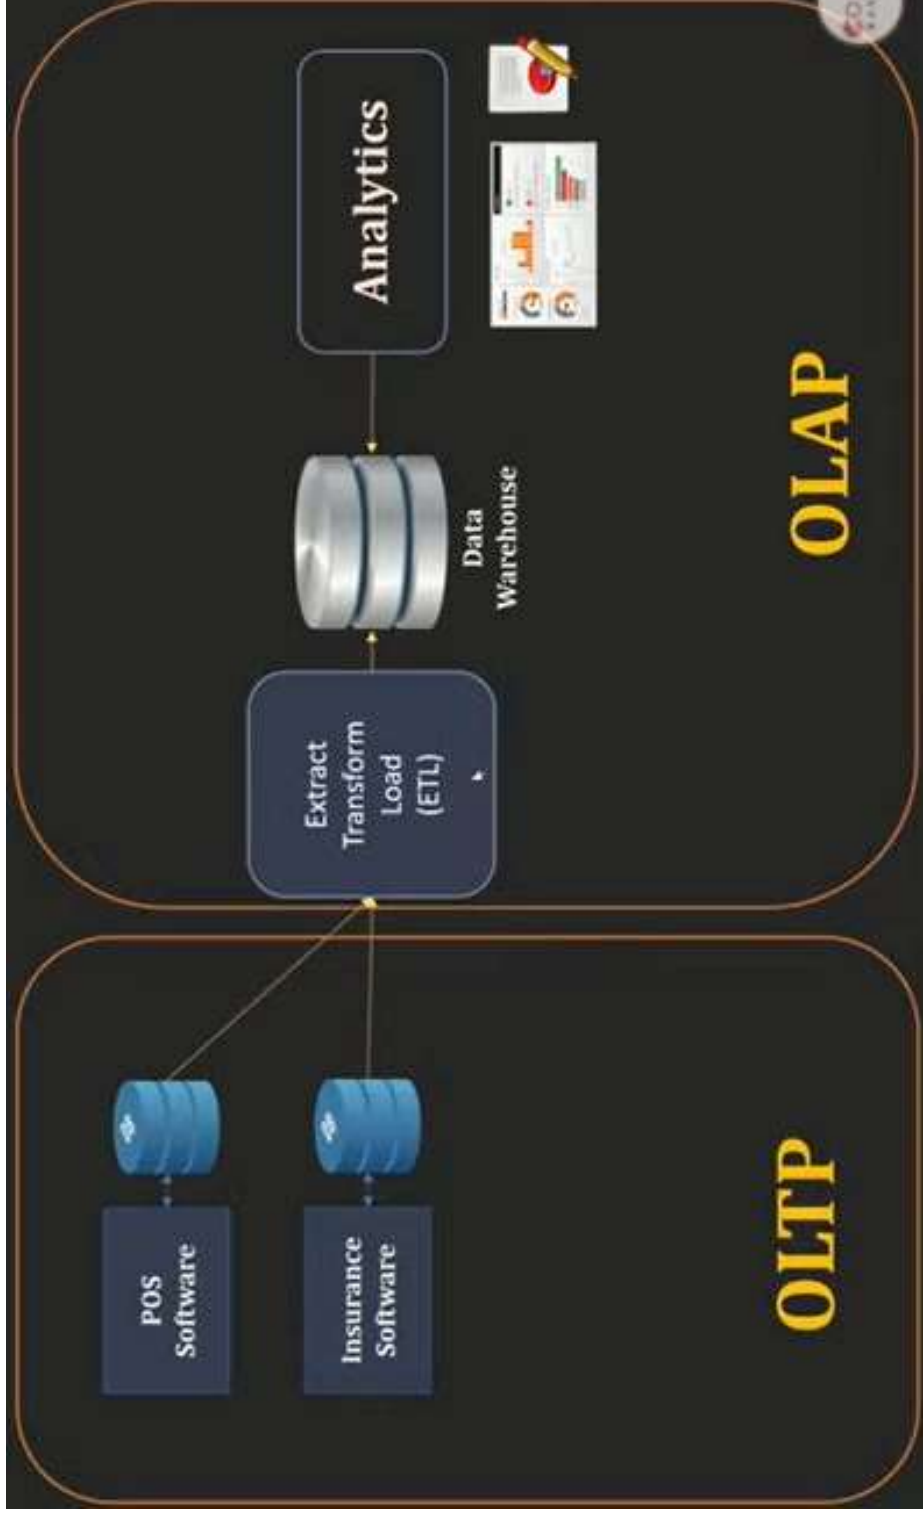 POS
Software
Insurance
Software
OLTP
Extract
Transform
Load
(ETL)
Data
Warehouse
Analytics
OLAP